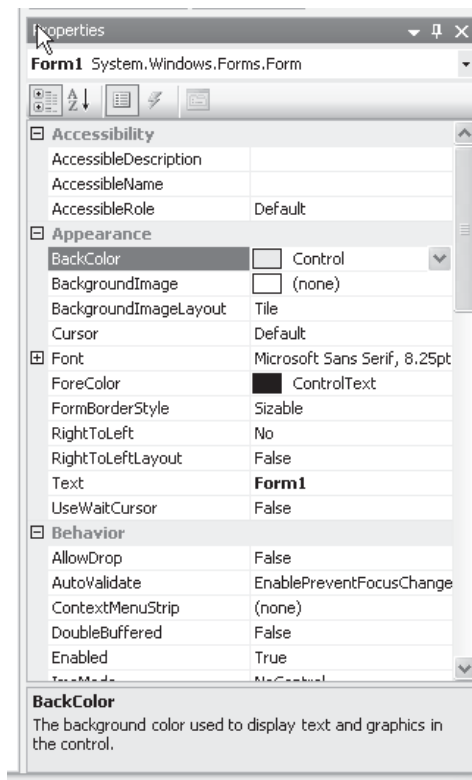 Properties
Form1 System.Windows.Forms.Form
Accessibility
AccessibleDescription
AccessibleName
AccessibleRole Default
Appearance
BackColor Control
BackgroundImage (none)
BackgroundImageLayout Tile
Cursor Default
Font Microsoft Sans Serif, 8.25pt
ForeColor ControlText
FormBorderStyle Sizable
RightToLeft No
RightToLeftLayout False
Text Form1
UseWaitCursor False
Behavior
AllowDrop False
AutoValidate EnablePreventFocusChange
ContextMenuStrip (none)
DoubleBuffered False
Enabled True
ImeMode NoControl
BackColor
The background color used to display text and graphics in
the control.